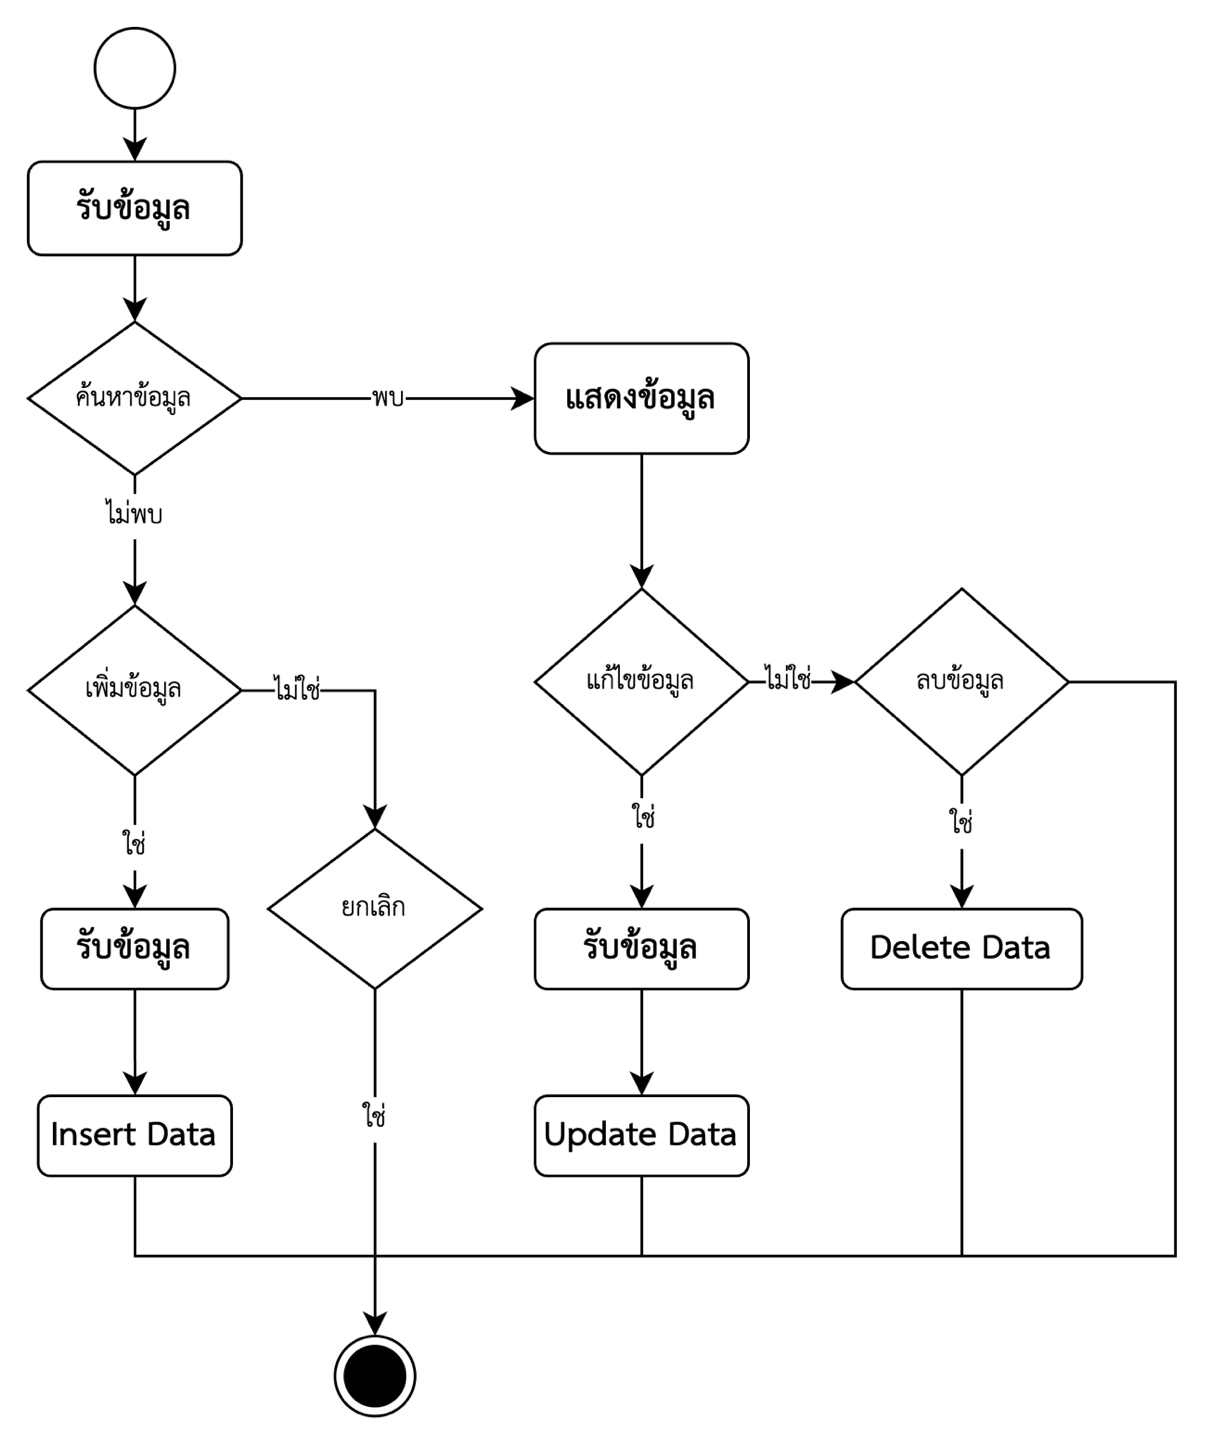 รับข้อมูล
ค้นหาข้อมูล
พบ
แสดงข้อมูล
ไม่พบ
เพิ่มข้อมูล
ไม่ใช่
แก้ไขข้อมูล
ไม่ใช่
ลบข้อมูล
ใช่
ยกเลิก
ใช่
ใช่
รับข้อมูล
รับข้อมูล
Delete Data
Insert Data
ใช่
Update Data